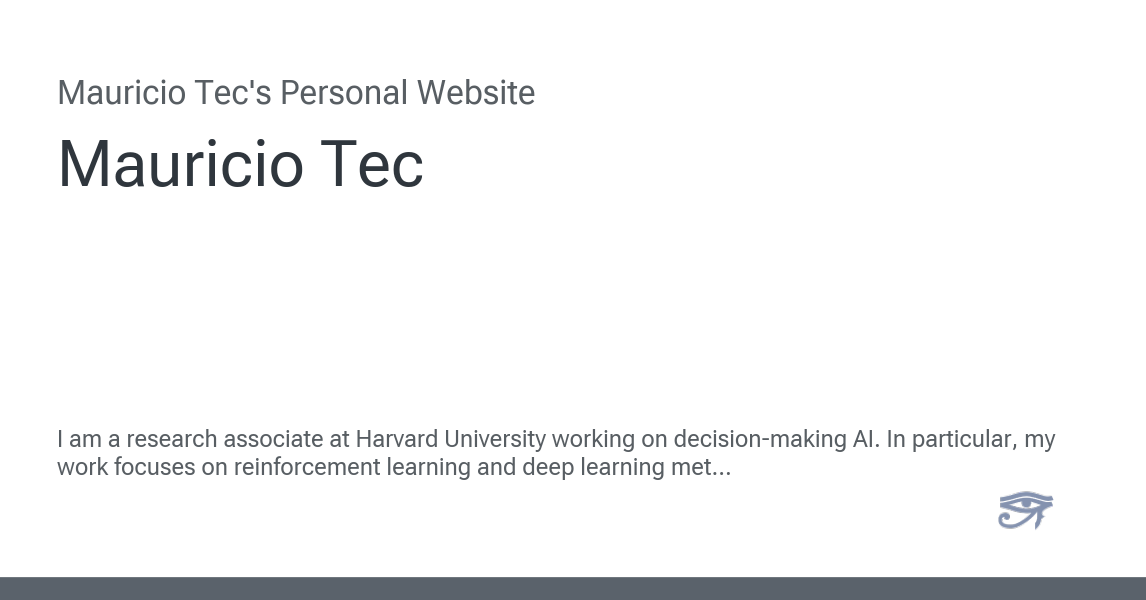 Mauricio Tec's Personal Website
Mauricio Tec
I am a research associate at Harvard University working on decision-making AI. In particular, my
work focuses on reinforcement learning and deep learning met...